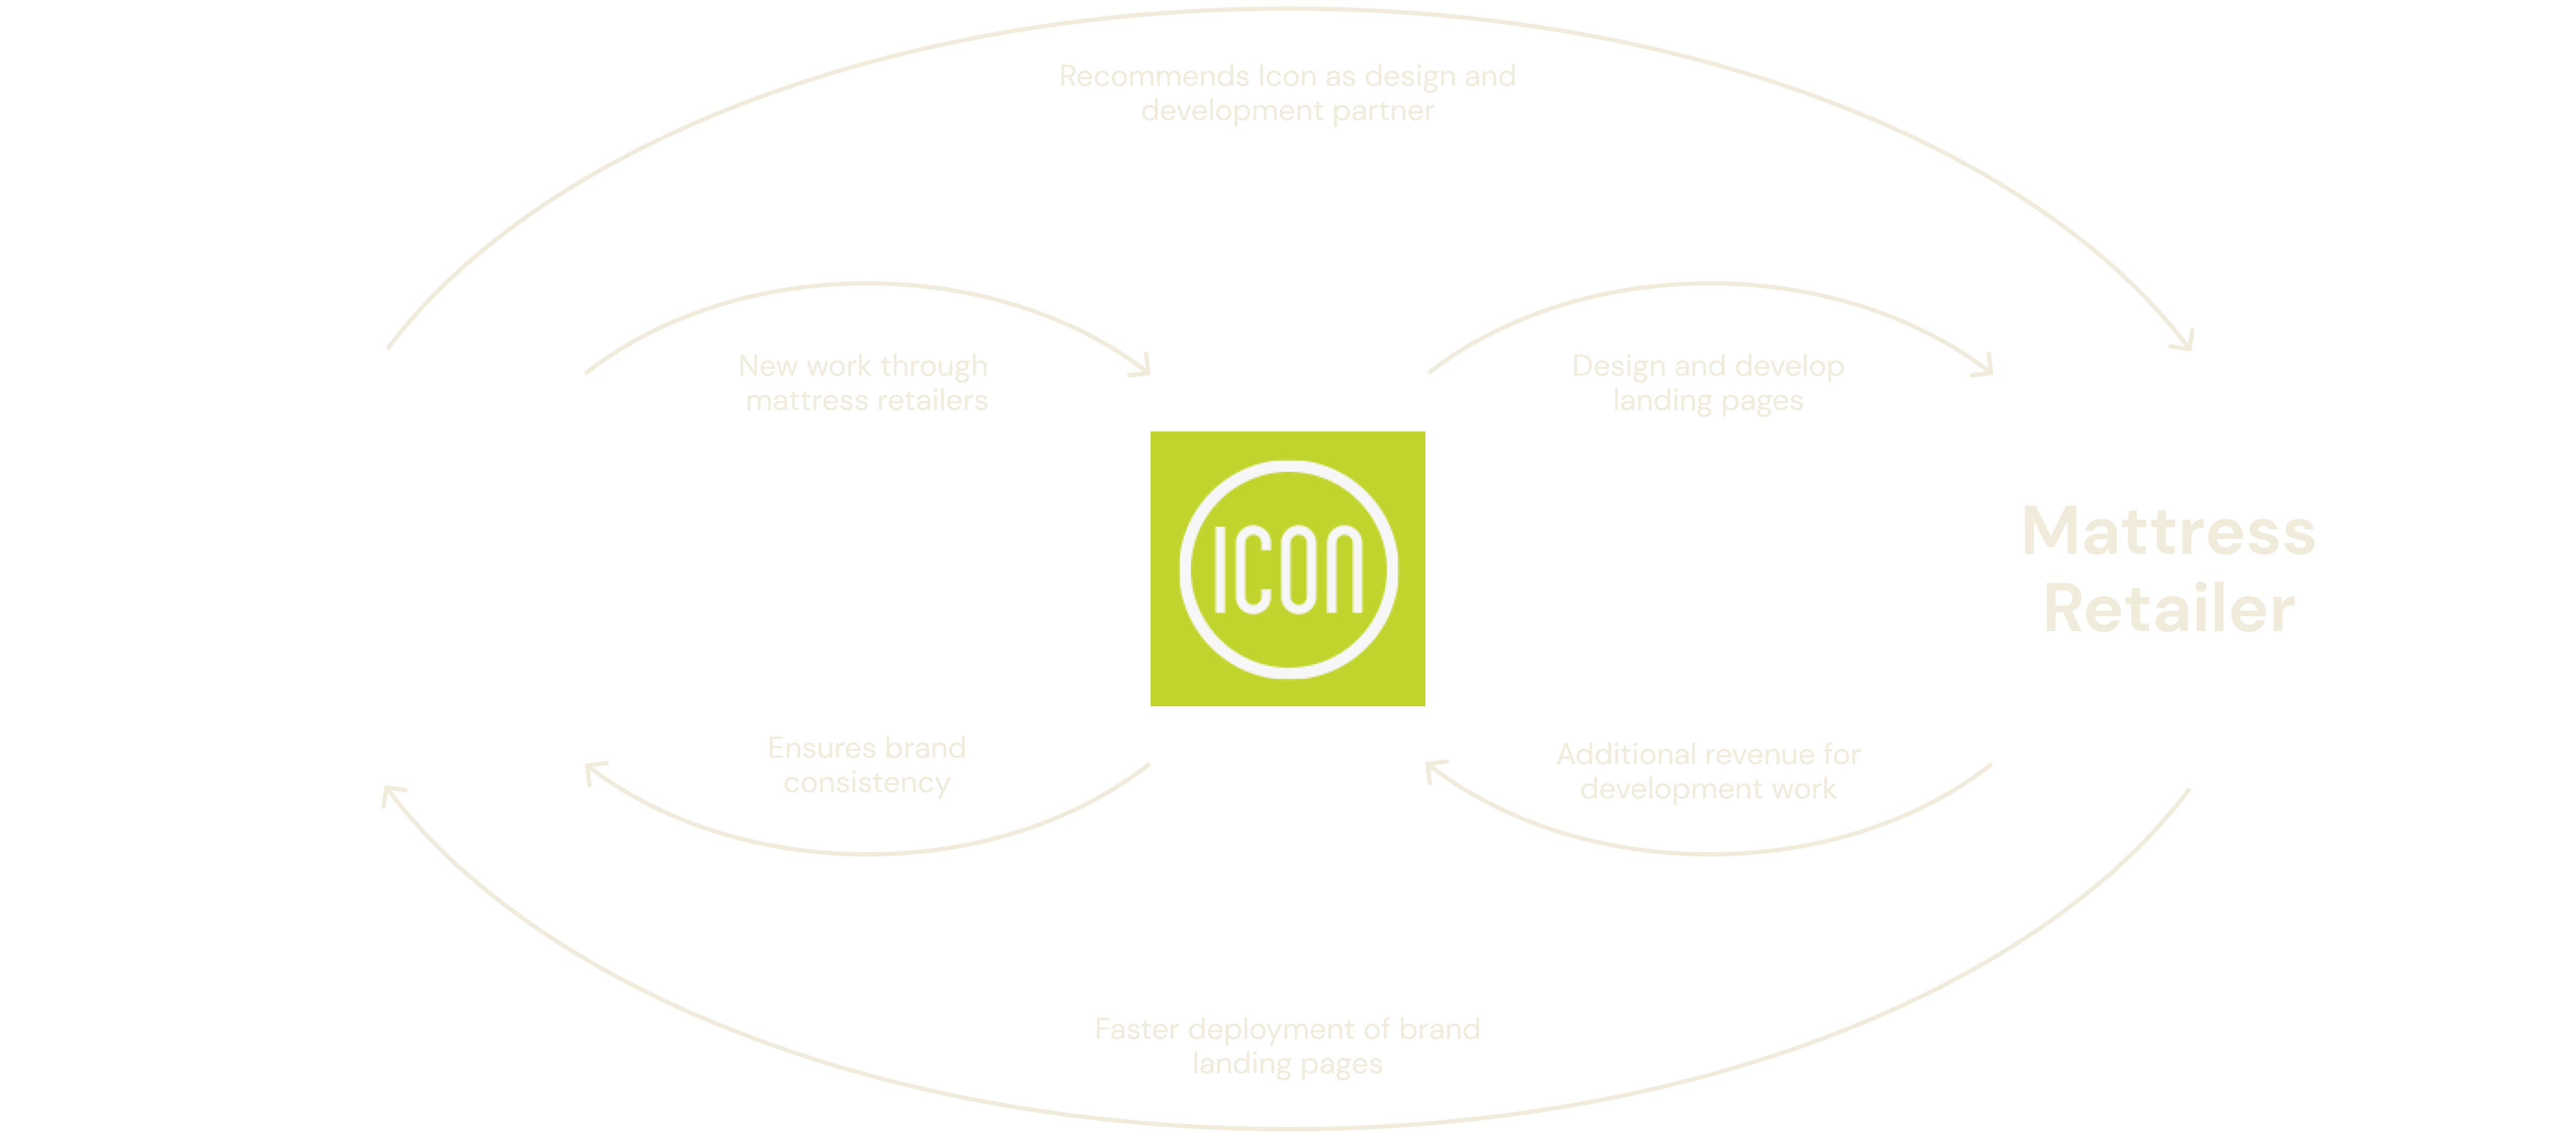 Recommends Icon as design and
development partner
New work through
mattress retailers
Design and develop
landing pages
ICON
Mattress
Retailer
Ensures brand
consistency
Additional revenue for
development work
Faster deployment of brand
landing pages